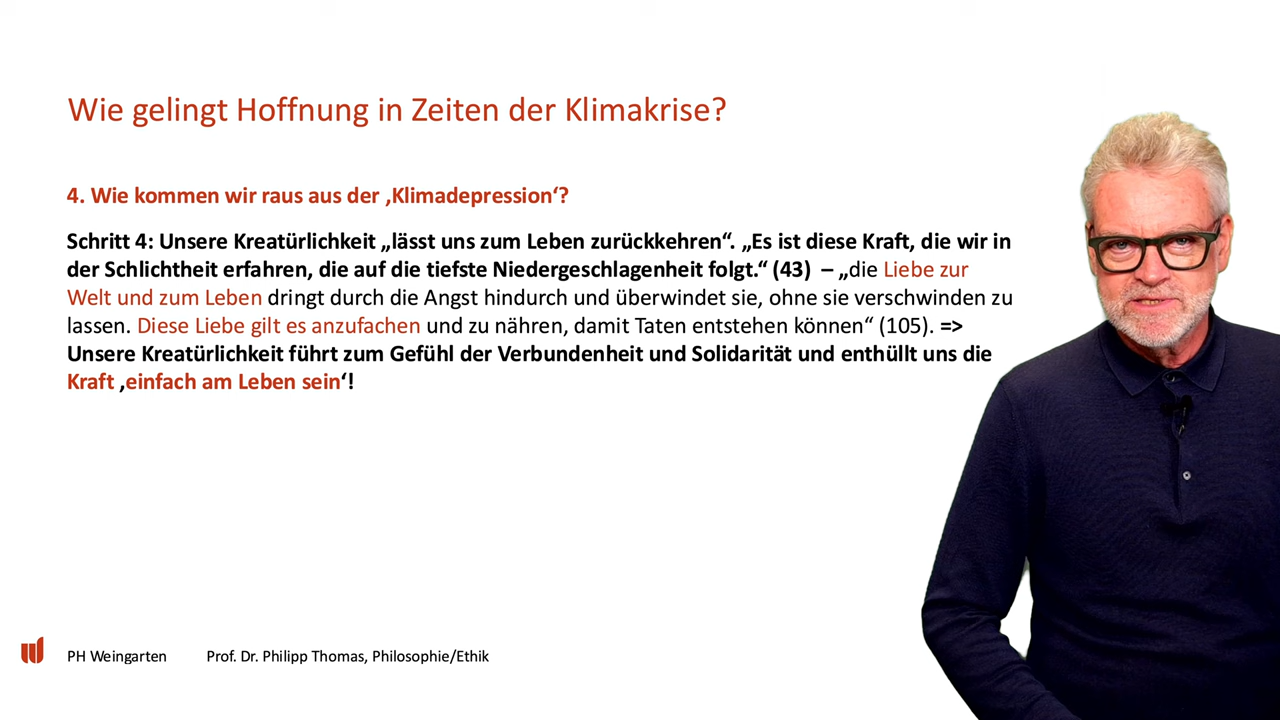 Wie gelingt Hoffnung in Zeiten der Klimakrise?
4. Wie kommen wir raus aus der ‚Klimadepression‘?
Schritt 4: Unsere Kreatürlichkeit „lässt uns zum Leben zurückkehren“. „Es ist diese Kraft, die wir in
der Schlichtheit erfahren, die auf die tiefste Niedergeschlagenheit folgt.“ (43) – „die Liebe zur
Welt und zum Leben dringt durch die Angst hindurch und überwindet sie, ohne sie verschwinden zu
lassen. Diese Liebe gilt es anzufachen und zu nähren, damit Taten entstehen können“ (105). =>
Unsere Kreatürlichkeit führt zum Gefühl der Verbundenheit und Solidarität und enthüllt uns die
Kraft ‚einfach am Leben sein‘!
PH Weingarten Prof. Dr. Philipp Thomas, Philosophie/Ethik